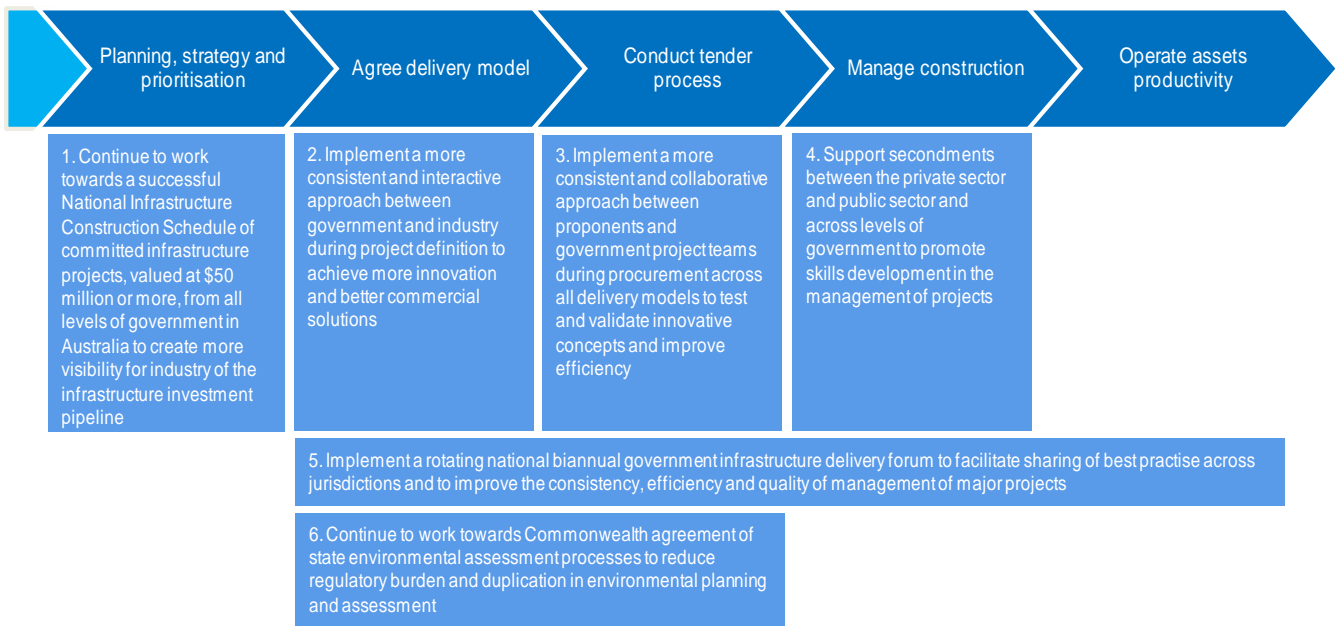 Planning, strategy and
prioritisation
Agree delivery model
Conduct tender
process
Manage construction
Operate assets
productivity
1. Continue to work
towards a successful
National Infrastructure
Construction Schedule of
committed infrastructure
projects, valued at $50
million or more, from all
levels of government in
Australia to create more
visibility for industry of the
infrastructure investment
pipeline
2. Implement a more
consistent and interactive
approach between
government and industry
during project definition to
achieve more innovation
and better commercial
solutions
3. Implement a more
consistent and collaborative
approach between
proponents and
government project teams
during procurement across
all delivery models to test
and validate innovative
concepts and improve
efficiency
4. Support secondments
between the private sector
and public sector and
across levels of
government to promote
skills development in the
management of projects
5. Implement a rotating national biannual government infrastructure delivery forum to facilitate sharing of best practise across
jurisdictions and to improve the consistency, efficiency and quality of management of major projects
6. Continue to work towards Commonwealth agreement of
state environmental assessment processes to reduce
regulatory burden and duplication in environmental planning
and assessment